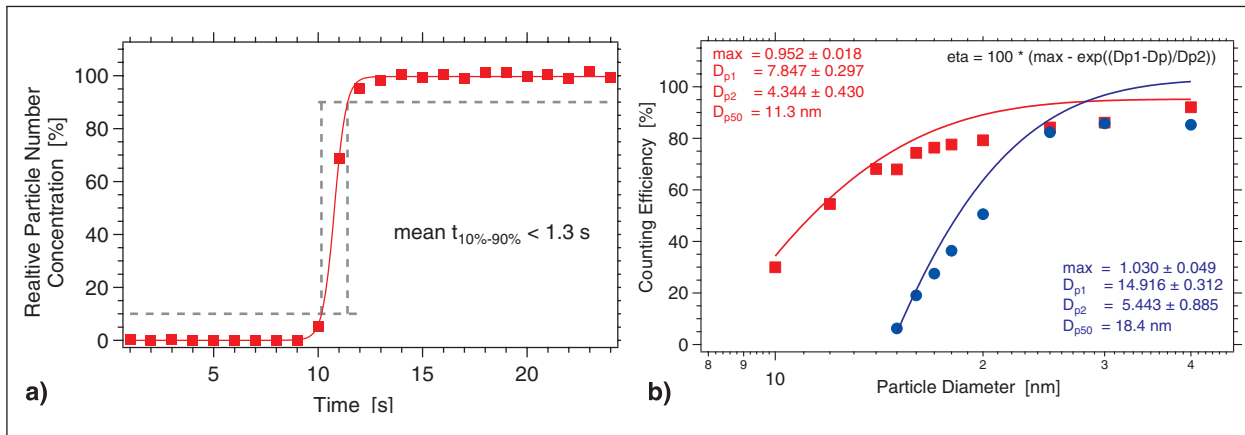 Realtive Particle Number
Concentration [%]
100
80
60
40
20
0
mean t10%-90% < 1.3 s
5
10
15
20
Time [s]
a)
max = 0.952 ± 0.018
Dp1 = 7.847 ± 0.297
Dp2 = 4.344 ± 0.430
Dp50 = 11.3 nm
eta = 100 * (max - exp((Dp1-Dp)/Dp2))
Counting Efficiency [%]
100
80
60
40
20
0
max = 1.030 ± 0.049
Dp1 = 14.916 ± 0.312
Dp2 = 5.443 ± 0.885
Dp50 = 18.4 nm
8
9
10
2
3
4
Particle Diameter [nm]
b)